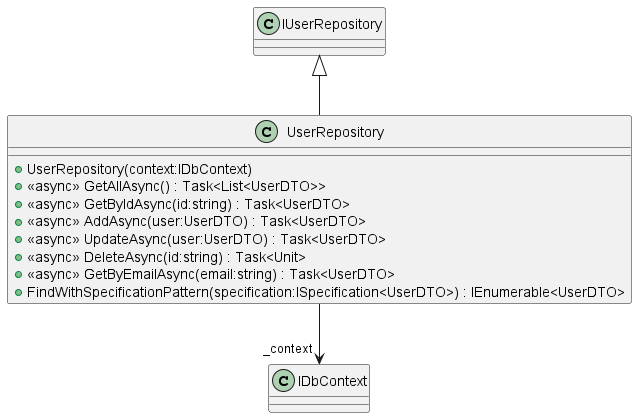 C IUserRepository
C UserRepository
UserRepository(context:IDbContext)
«async» GetAllAsync() : Task<List<UserDTO>>
«async» GetByIdAsync(id:string) : Task<UserDTO>
«async» AddAsync(user:UserDTO) : Task<UserDTO>
«async» UpdateAsync(user:UserDTO) : Task<UserDTO>
«async» DeleteAsync(id:string) : Task<Unit>
«async» GetByEmailAsync(email:string) : Task<UserDTO>
FindWithSpecificationPattern(specification:ISpecification<UserDTO>) : IEnumerable<UserDTO>
_context
C IDbContext